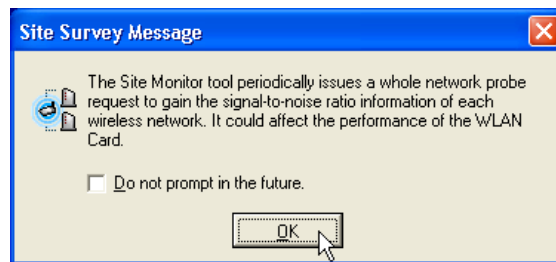 Site Survey Message
The Site Monitor tool periodically issues a whole network probe
request to gain the signal-to-noise ratio information of each
wireless network. It could affect the performance of the WLAN
Card.
Do not prompt in the future.
OK